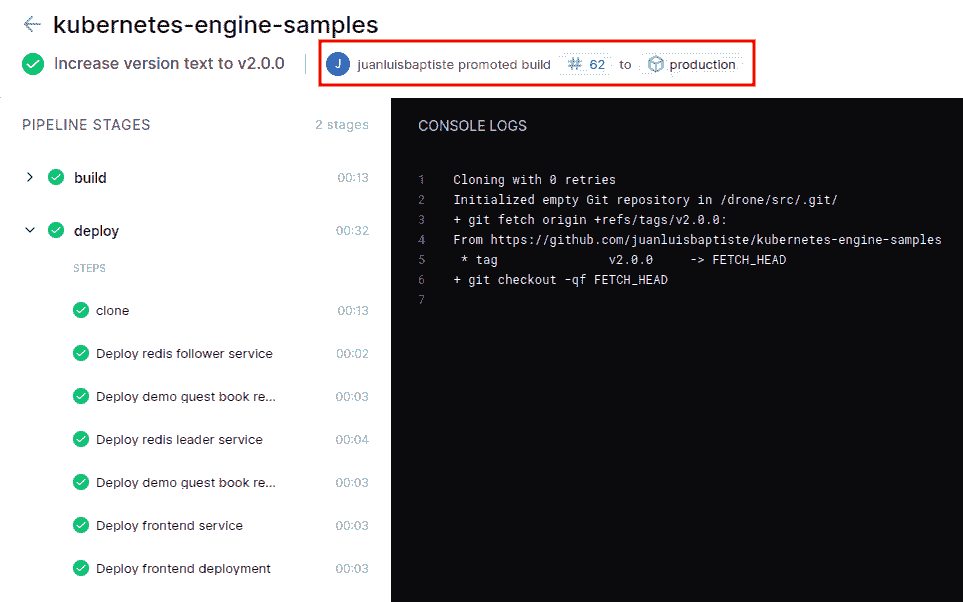 kubernetes-engine-samples
Increase version text to v2.0.0
J juanluisbaptiste promoted build # 62 to production
PIPELINE STAGES 2 stages
build 00:13
deploy 00:32
STEPS
clone 00:13
Deploy redis follower service 00:02
Deploy demo guest book re... 00:03
Deploy redis leader service 00:04
Deploy demo guest book re... 00:03
Deploy frontend service 00:03
Deploy frontend deployment 00:03
CONSOLE LOGS
1 Cloning with 0 retries
2 Initialized empty Git repository in /drone/src/.git/
3 + git fetch origin +refs/tags/v2.0.0:
4 From https://github.com/juanluisbaptiste/kubernetes-engine-samples
5 * tag v2.0.0 -> FETCH_HEAD
6 + git checkout -qf FETCH_HEAD
7